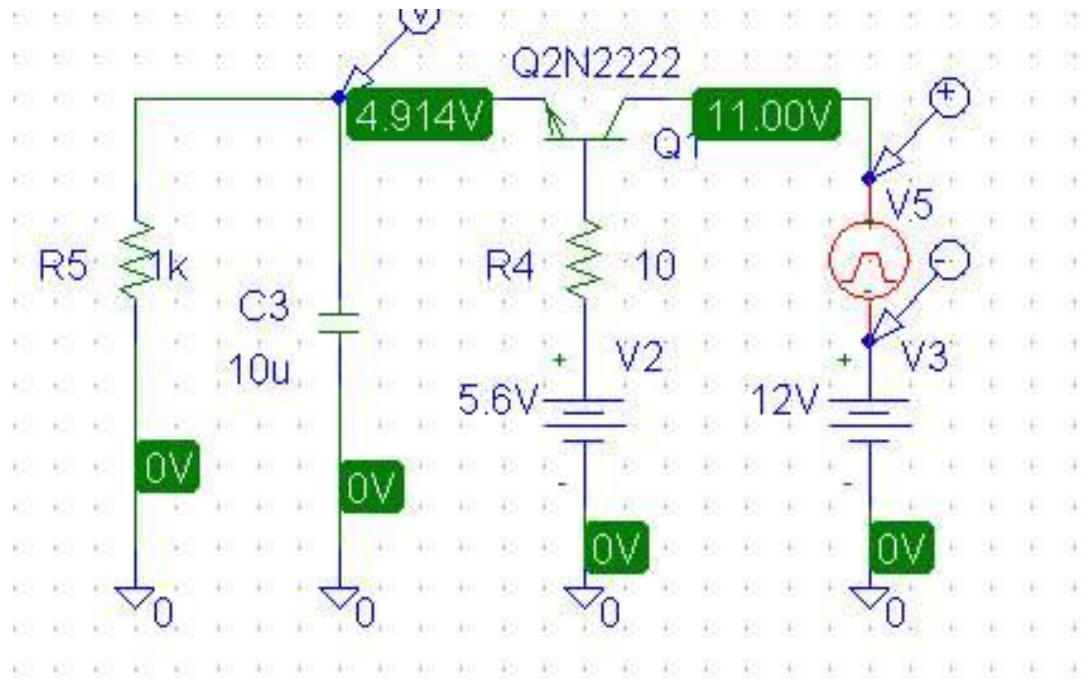 V
Q2N2222
4.914V
11.00V
+
Q1
V5
R5
1k
R4
10
-
C3
10u
+
V2
+
V3
5.6V
12V
0V
0V
-
-
0V
0V
0
0
0
0